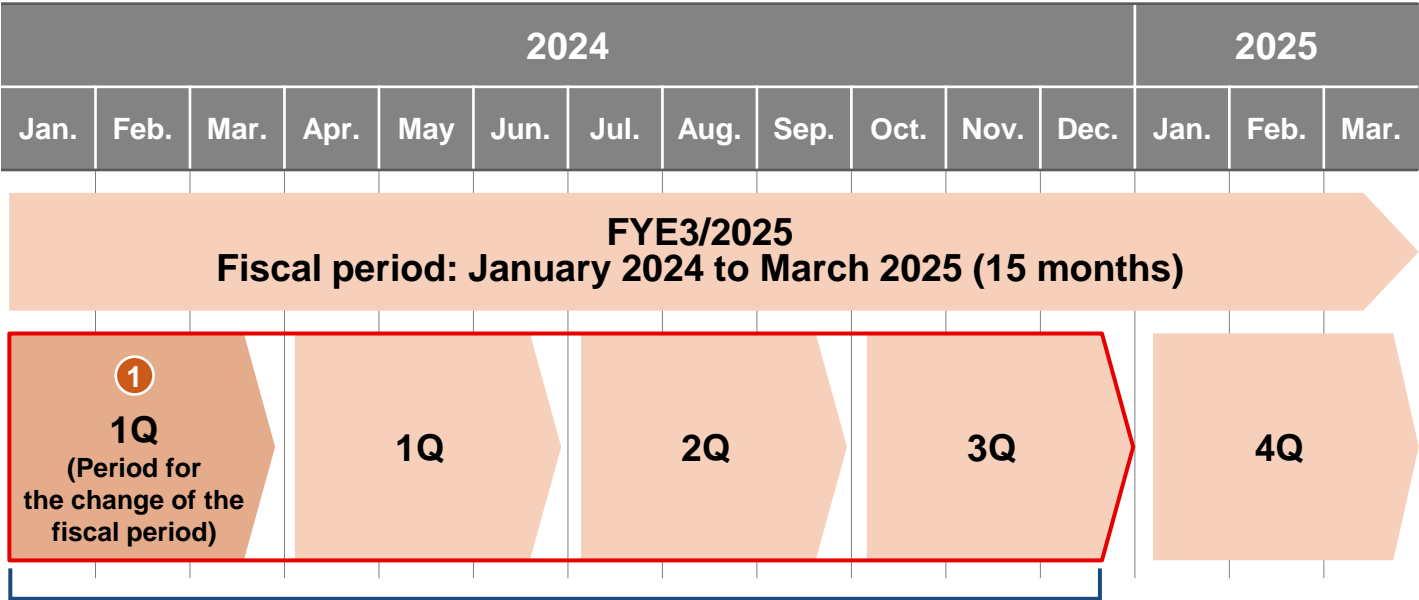 2024 2025
Jan. Feb. Mar. Apr. May Jun. Jul. Aug. Sep. Oct. Nov. Dec. Jan. Feb. Mar.
FYE3/2025
Fiscal period: January 2024 to March 2025 (15 months)
1
1Q
(Period for
the change of the
fiscal period)
1Q
2Q
3Q
4Q